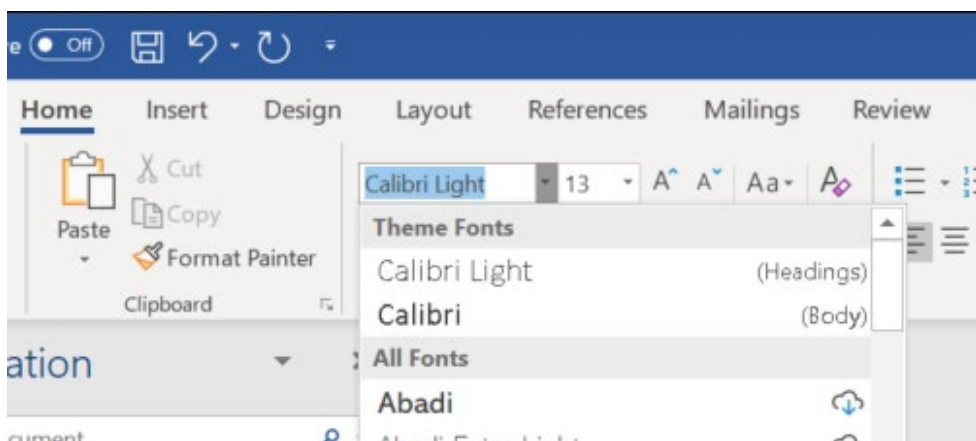 e Off
Home Insert Design Layout References Mailings Review
Cut
Copy
Paste
Format Painter
Clipboard
Calibri Light 13 Aa
Theme Fonts
Calibri Light (Headings)
Calibri (Body)
All Fonts
Abadi
ation